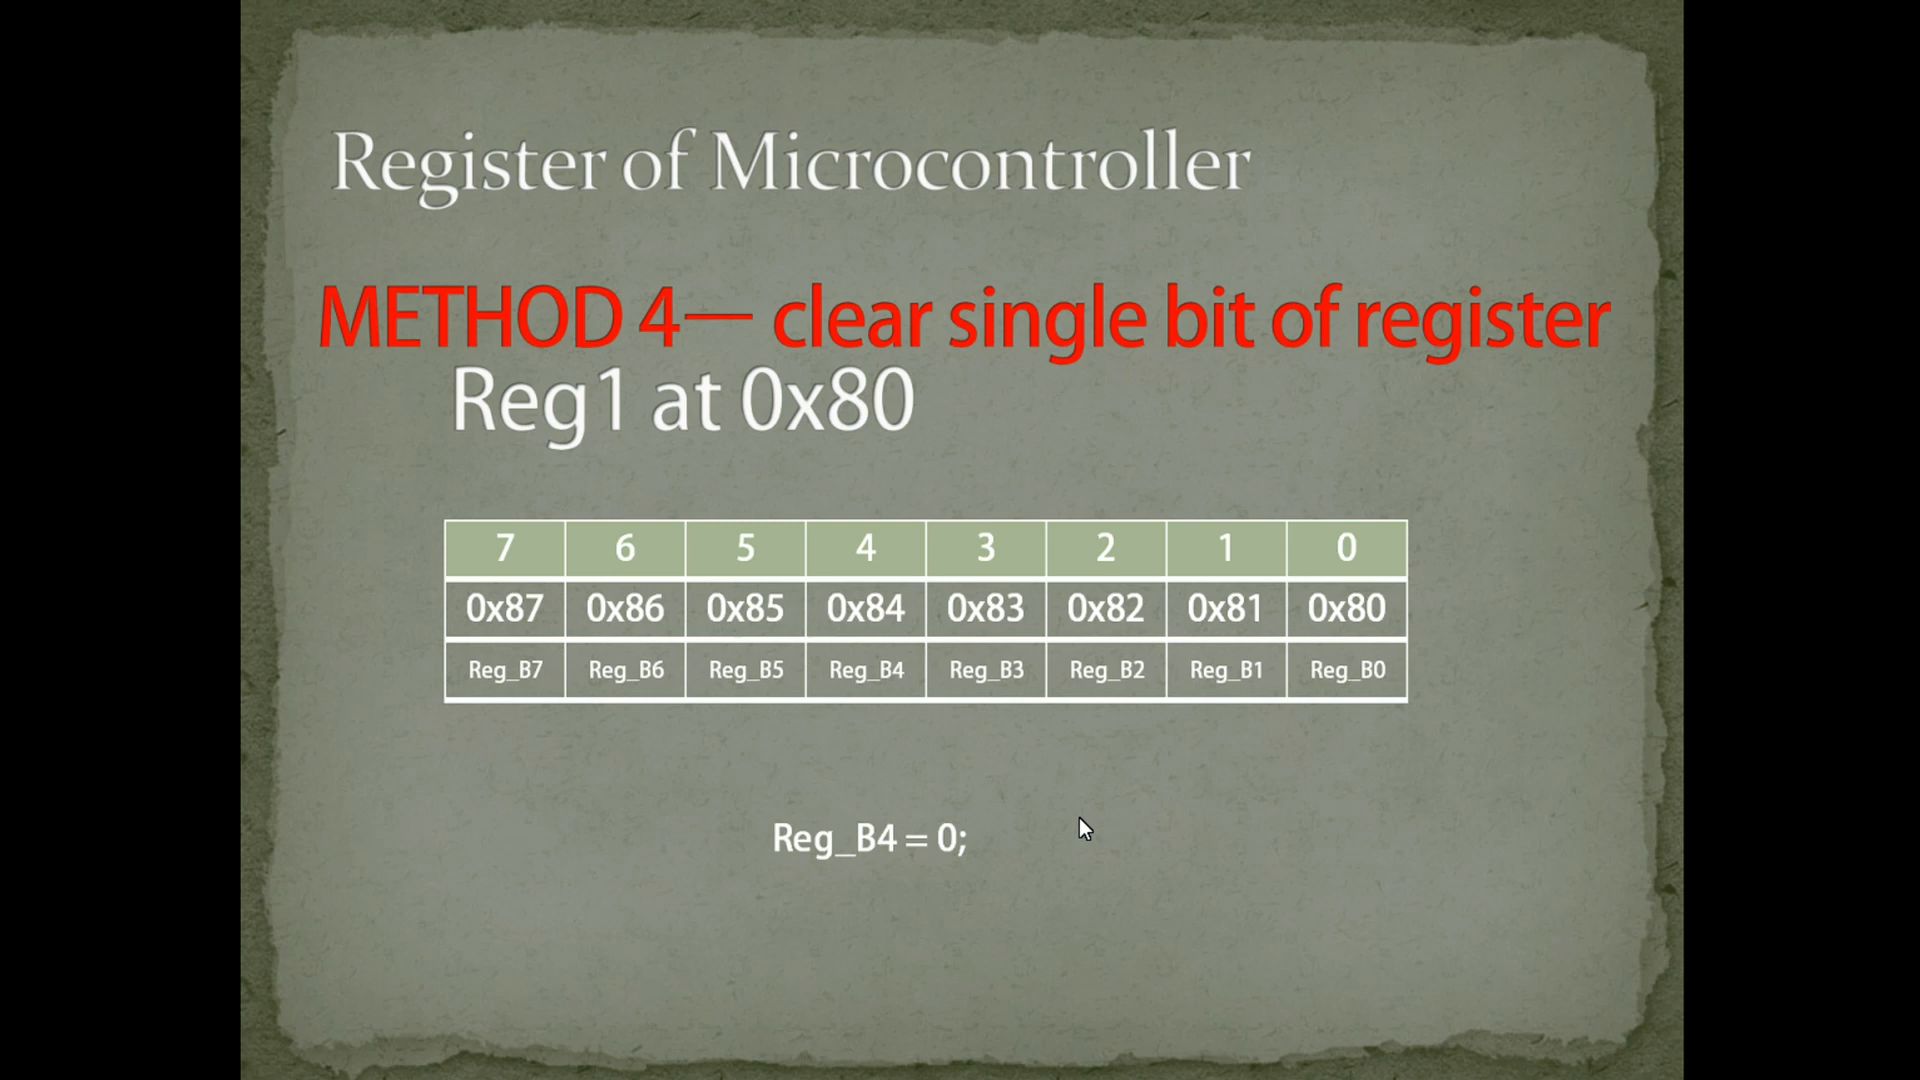 Register of Microcontroller
METHOD 4— clear single bit of register
Reg1 at 0x80
7 6 5 4 3 2 1 0
0x87 0x86 0x85 0x84 0x83 0x82 0x81 0x80
Reg_B7 Reg_B6 Reg_B5 Reg_B4 Reg_B3 Reg_B2 Reg_B1 Reg_B0
Reg_B4 = 0;